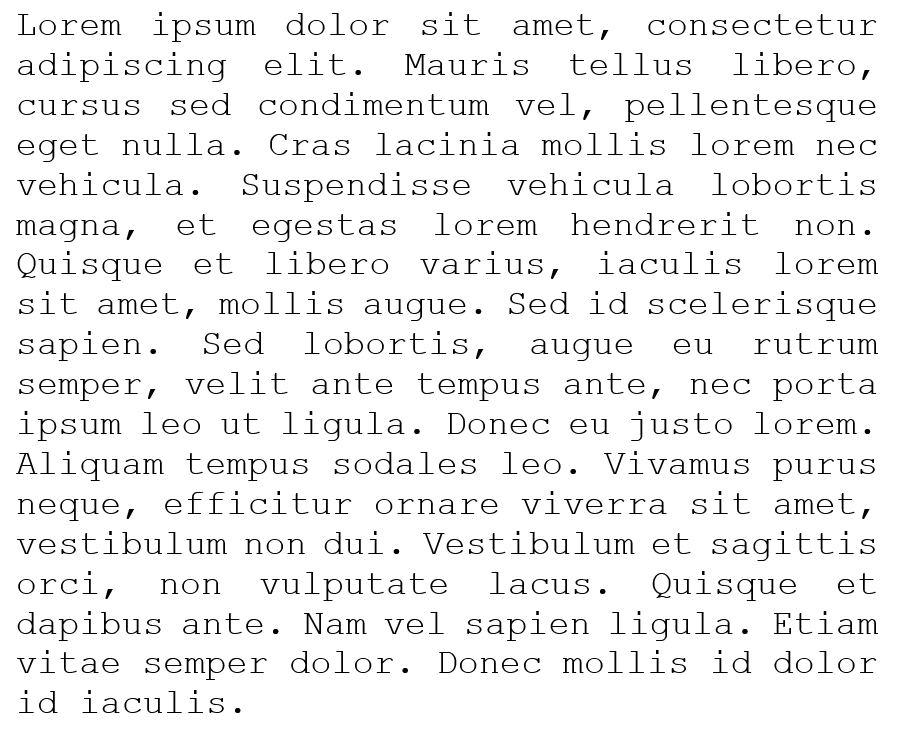 Lorem ipsum dolor sit amet, consectetur
adipiscing elit. Mauris tellus libero,
cursus sed condimentum vel, pellentesque
eget nulla. Cras lacinia mollis lorem nec
vehicula. Suspendisse vehicula lobortis
magna, et egestas lorem hendrerit non.
Quisque et libero varius, iaculis lorem
sit amet, mollis augue. Sed id scelerisque
sapien. Sed lobortis, augue eu rutrum
semper, velit ante tempus ante, nec porta
ipsum leo ut ligula. Donec eu justo lorem.
Aliquam tempus sodales leo. Vivamus purus
neque, efficitur ornare viverra sit amet,
vestibulum non dui. Vestibulum et sagittis
orci, non vulputate lacus. Quisque et
dapibus ante. Nam vel sapien ligula. Etiam
vitae semper dolor. Donec mollis id dolor
id iaculis.